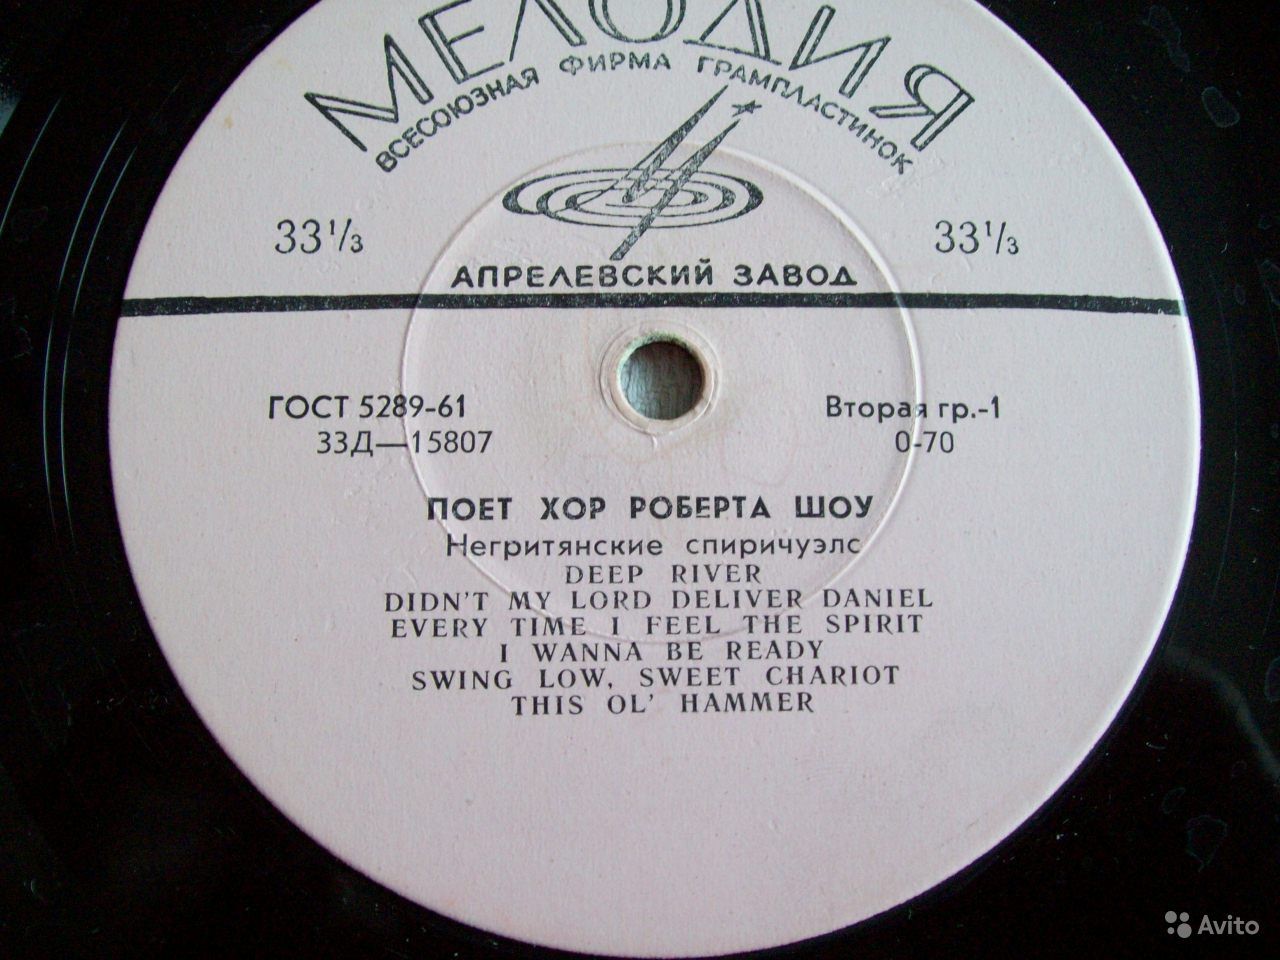 МЕЛОДИЯ
ВСЕСОЮЗНАЯ ФИРМА ГРАМПЛАСТИНОК
33⅓ 33⅓
АПРЕЛЕВСКИЙ ЗАВОД
ГОСТ 5289-61 Вторая гр.-1
33Д—15807 0-70
ПОЕТ ХОР РОБЕРТА ШОУ
Негритянские спиричуэлс
DEEP RIVER
DIDN'T MY LORD DELIVER DANIEL
EVERY TIME I FEEL THE SPIRIT
I WANNA BE READY
SWING LOW, SWEET CHARIOT
THIS OL' HAMMER
Avito